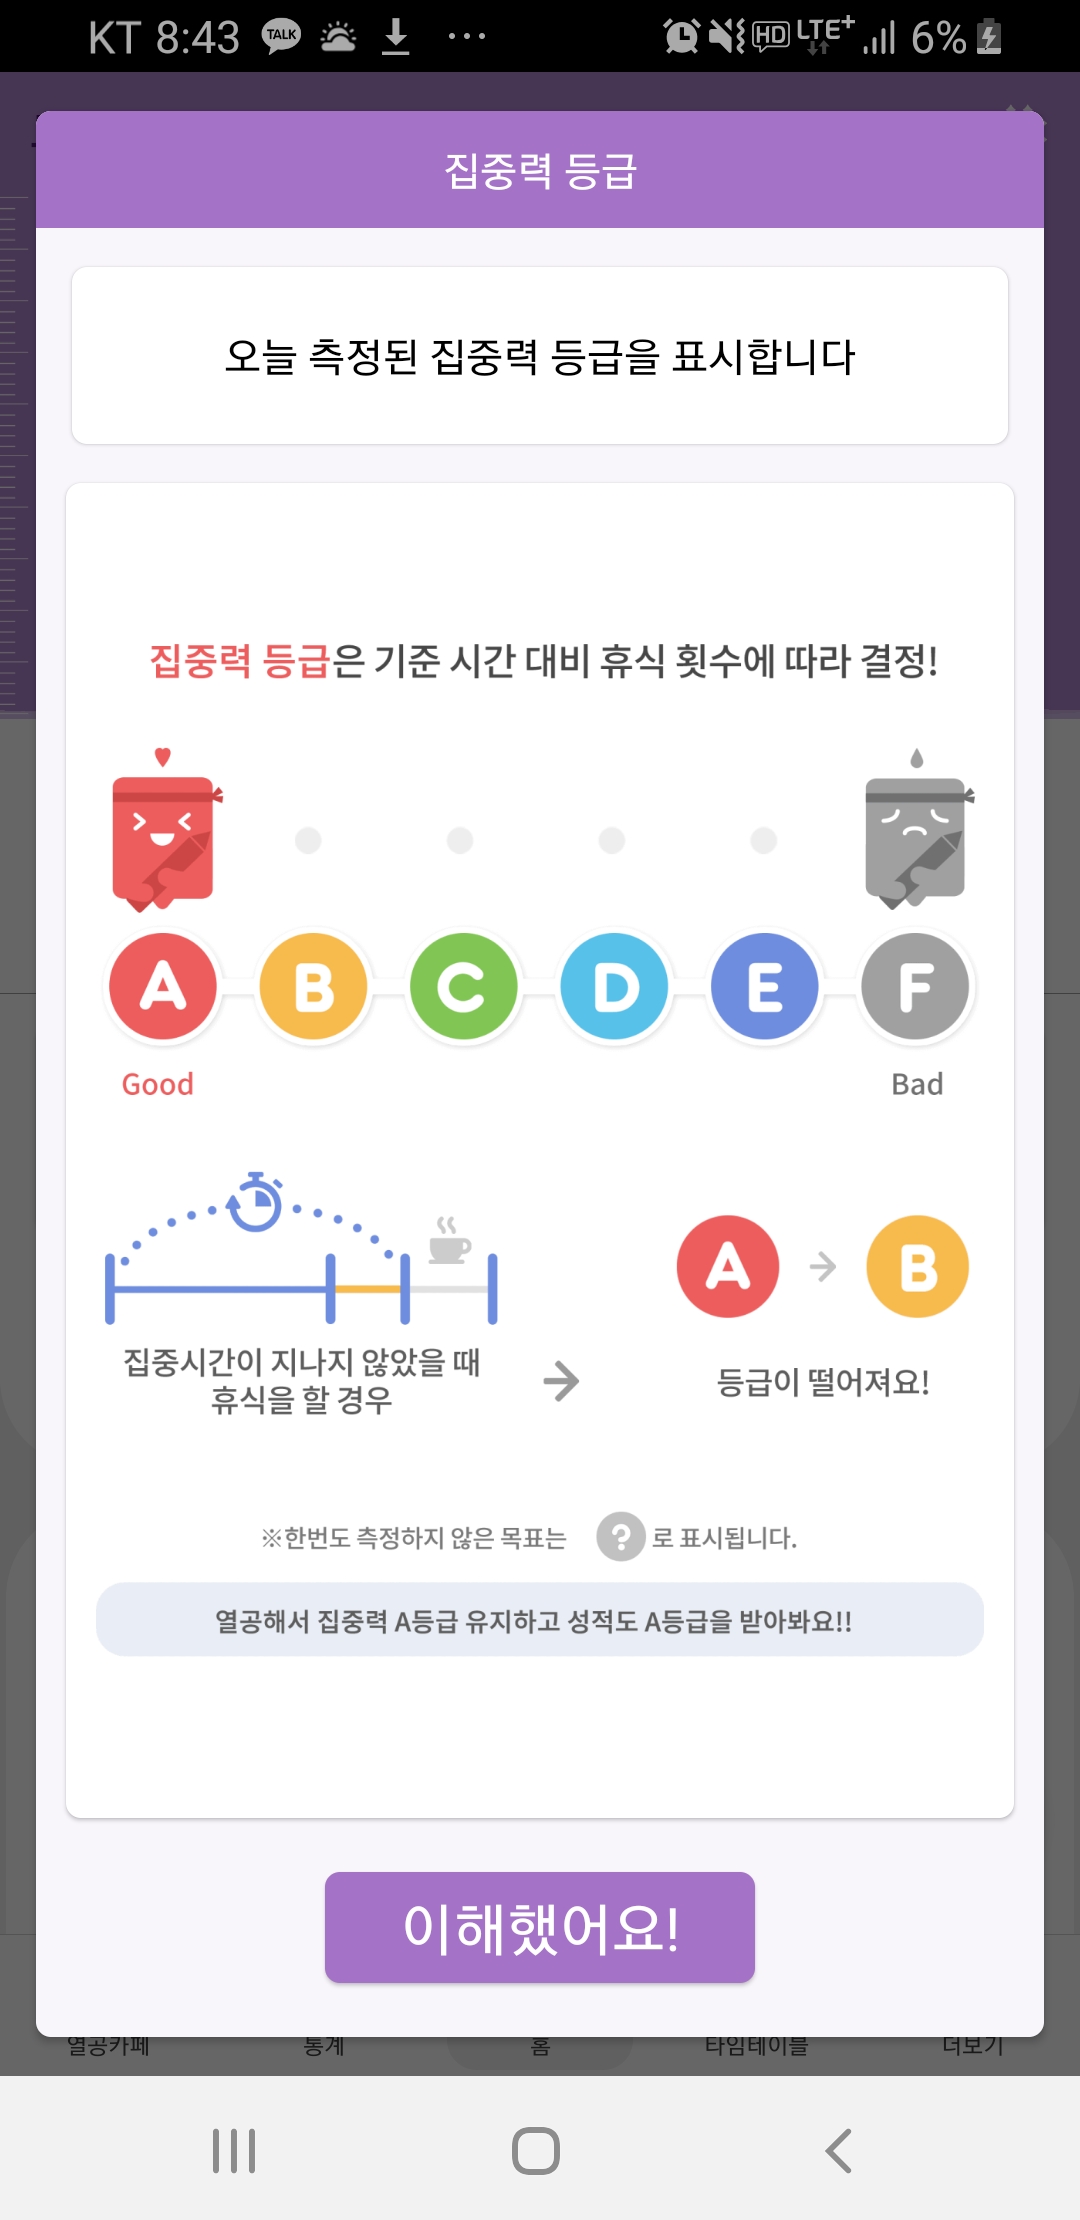 KT 8:43 TALK HD LTE+ 6%
집중력 등급
오늘 측정된 집중력 등급을 표시합니다
집중력 등급은 기준 시간 대비 휴식 횟수에 따라 결정!
A B C D E F
Good Bad
A B
집중시간이 지나지 않았을 때
휴식을 할 경우
등급이 떨어져요!
※한번도 측정하지 않은 목표는 ? 로 표시됩니다.
열공해서 집중력 A등급 유지하고 성적도 A등급을 받아봐요!!
이해했어요!
열공카페 통계 홈 타임테이블 더보기